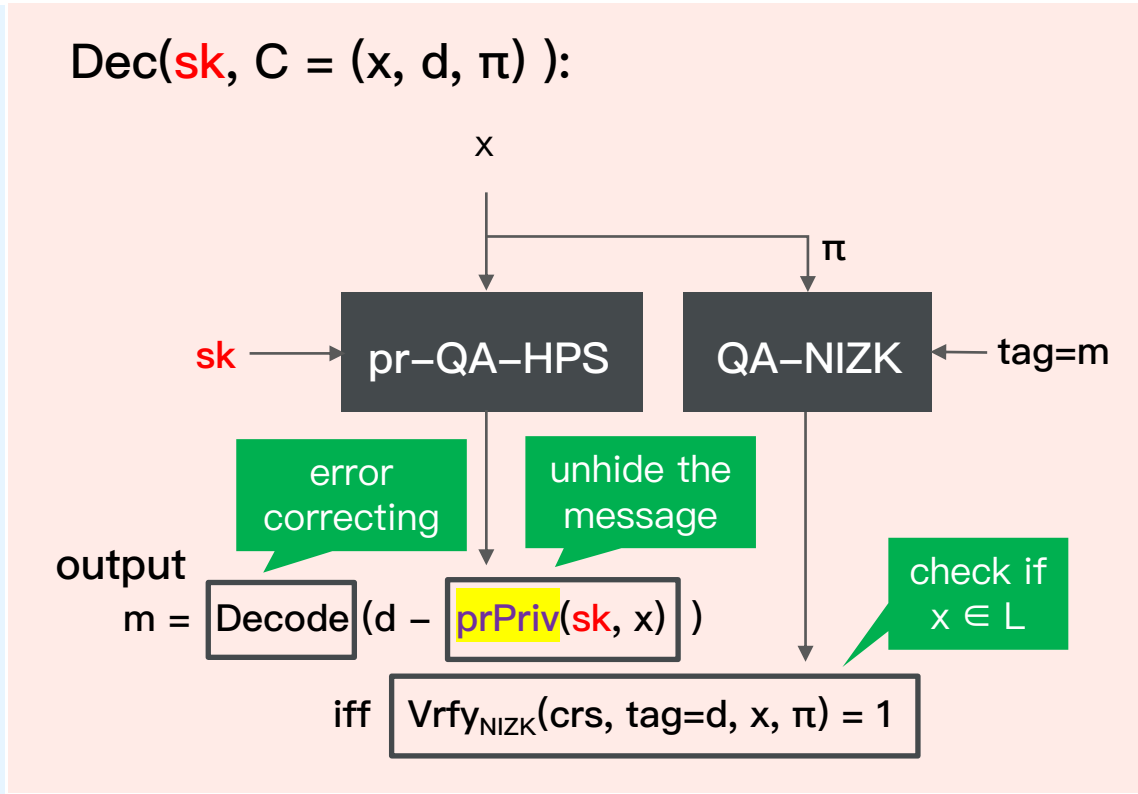 Dec(sk, C = (x, d, π) ):
x
π
sk
pr–QA–HPS
QA–NIZK
tag=m
error
correcting
unhide the
message
check if
x ∈ L
output
m = Decode (d – prPriv(sk, x) )
iff Vrfy_NIZK(crs, tag=d, x, π) = 1